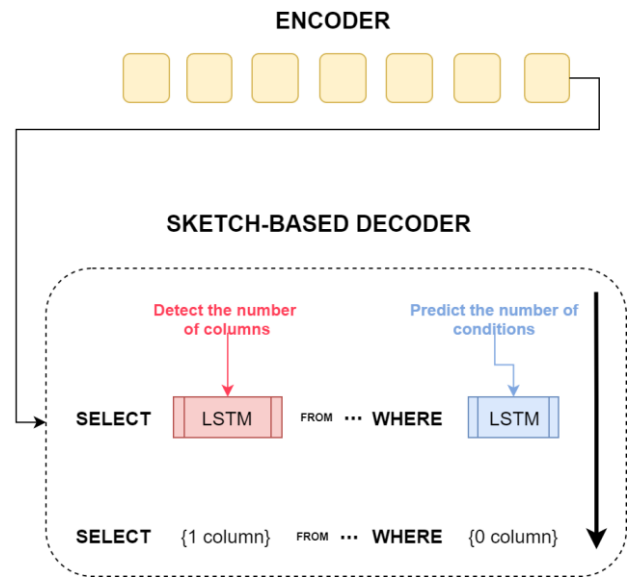 ENCODER
SKETCH-BASED DECODER
Detect the number
of columns
Predict the number of
conditions
SELECT LSTM FROM ••• WHERE LSTM
SELECT {1 column} FROM ••• WHERE {0 column}